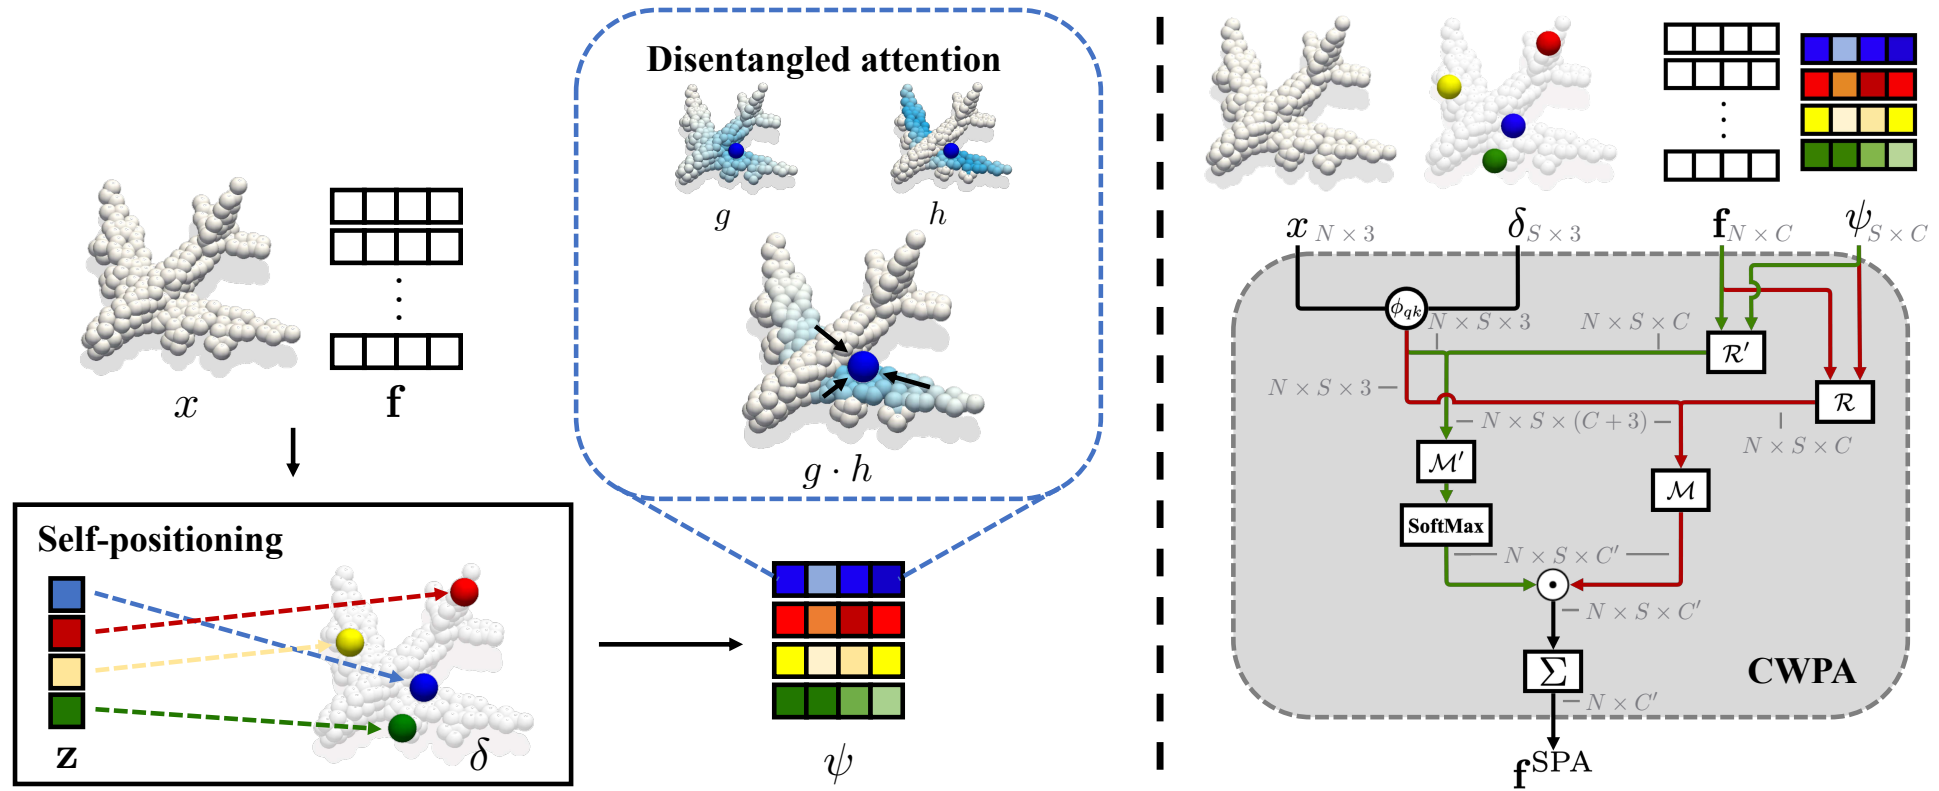 Disentangled attention
g
h
g · h
x
f
Self-positioning
z
δ
ψ
x N × 3
δ S × 3
f N × C
ψ S × C
ϕqk
N × S × 3
N × S × C
R′
N × S × 3
R
N × S × (C + 3)
N × S × C
M′
M
SoftMax
N × S × C′
⊙
N × S × C′
Σ
CWPA
N × C′
f SPA